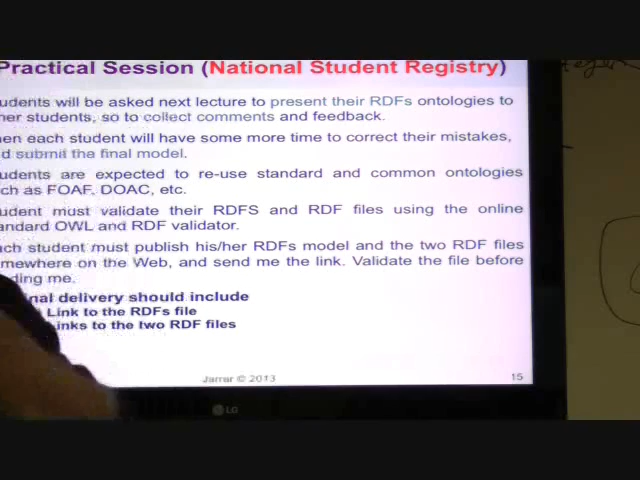 Practical Session (National Student Registry)
udents will be asked next lecture to present their RDFs ontologies to
her students, so to collect comments and feedback.
en each student will have some more time to correct their mistakes,
d submit the final model.
udents are expected to re-use standard and common ontologies
ch as FOAF, DOAC, etc.
udent must validate their RDFS and RDF files using the online
andard OWL and RDF validator.
ach student must publish his/her RDFs model and the two RDF files
mewhere on the Web, and send me the link. Validate the file before
ding me.
nal delivery should include
Link to the RDFs file
inks to the two RDF files
Jarrar © 2013
15
LG